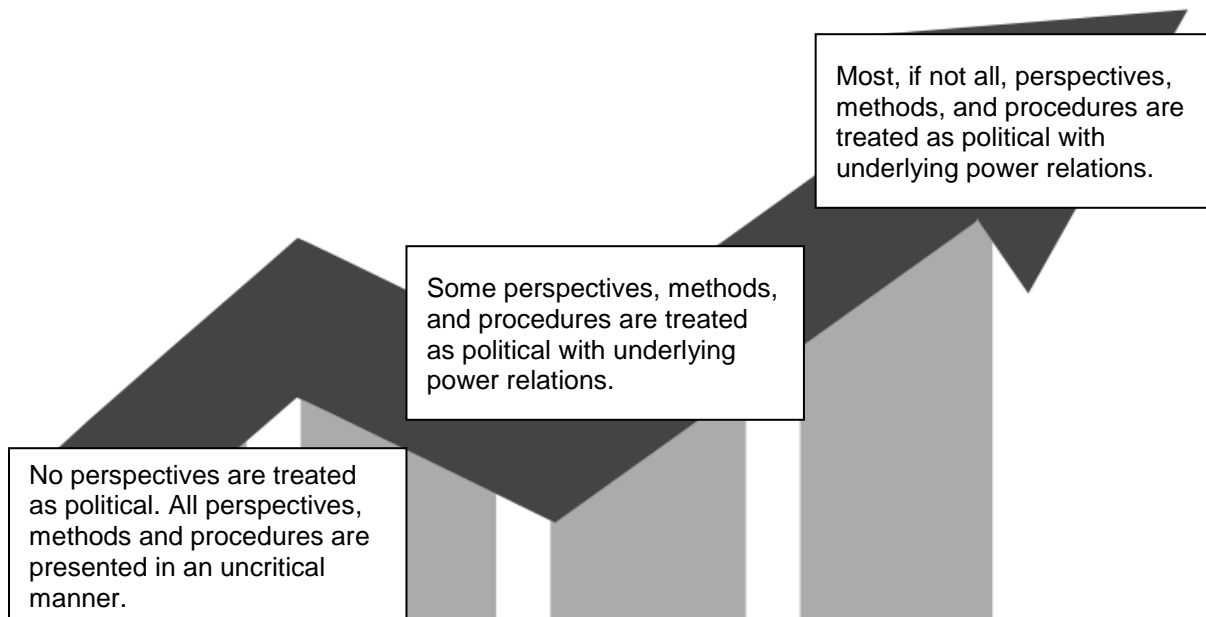 Most, if not all, perspectives,
methods, and procedures are
treated as political with
underlying power relations.
Some perspectives, methods,
and procedures are treated
as political with underlying
power relations.
No perspectives are treated
as political. All perspectives,
methods and procedures are
presented in an uncritical
manner.